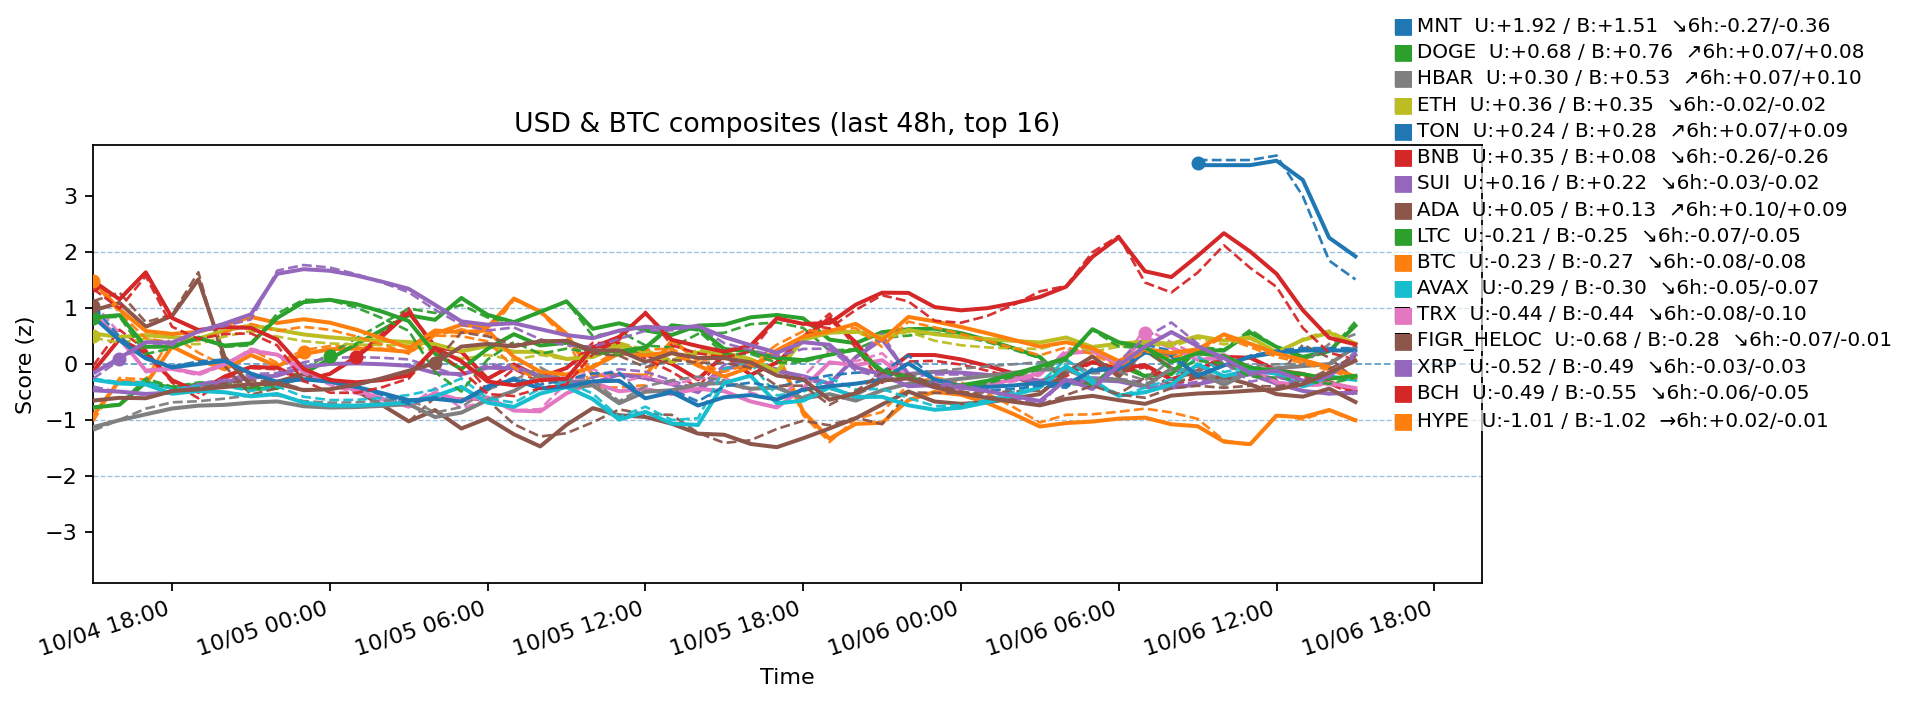 MNT U:+1.92 / B:+1.51 ↘6h:-0.27/-0.36
DOGE U:+0.68 / B:+0.76 ↗6h:+0.07/+0.08
HBAR U:+0.30 / B:+0.53 ↗6h:+0.07/+0.10
ETH U:+0.36 / B:+0.35 ↘6h:-0.02/-0.02
TON U:+0.24 / B:+0.28 ↗6h:+0.07/+0.09
BNB U:+0.35 / B:+0.08 ↘6h:-0.26/-0.26
SUI U:+0.16 / B:+0.22 ↘6h:-0.03/-0.02
ADA U:+0.05 / B:+0.13 ↗6h:+0.10/+0.09
LTC U:-0.21 / B:-0.25 ↘6h:-0.07/-0.05
BTC U:-0.23 / B:-0.27 ↘6h:-0.08/-0.08
AVAX U:-0.29 / B:-0.30 ↘6h:-0.05/-0.07
TRX U:-0.44 / B:-0.44 ↘6h:-0.08/-0.10
FIGR_HELOC U:-0.68 / B:-0.28 ↘6h:-0.07/-0.01
XRP U:-0.52 / B:-0.49 ↘6h:-0.03/-0.03
BCH U:-0.49 / B:-0.55 ↘6h:-0.06/-0.05
HYPE U:-1.01 / B:-1.02 →6h:+0.02/-0.01
USD & BTC composites (last 48h, top 16)
Score (z)
3
2
1
0
−1
−2
−3
10/04 18:00
10/05 00:00
10/05 06:00
10/05 12:00
10/05 18:00
10/06 00:00
10/06 06:00
10/06 12:00
10/06 18:00
Time